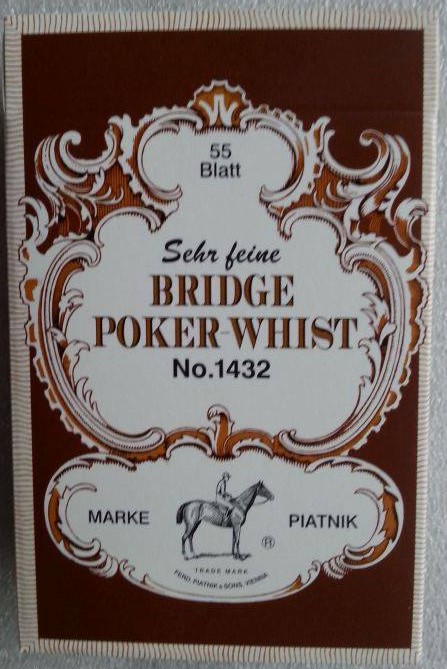 55
Blatt
Sehr feine
BRIDGE
POKER-WHIST
No.1432
MARKE
PIATNIK
®
TRADE MARK
FERD. PIATNIK & SONS, VIENNA